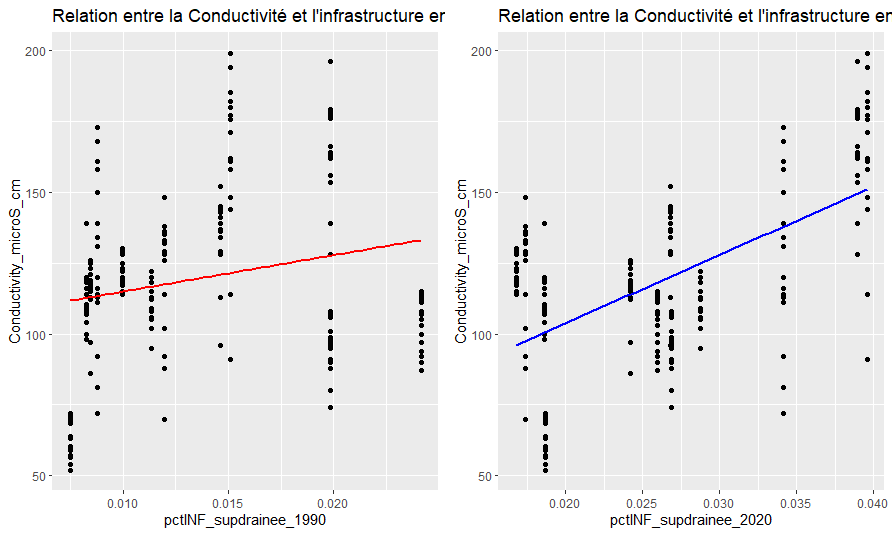 Relation entre la Conductivité et l'infrastructure er
Relation entre la Conductivité et l'infrastructure er
200
150
100
50
Conductivity_microS_cm
0.010 0.015 0.020
pctINF_supdrainee_1990
200
150
100
50
Conductivity_microS_cm
0.020 0.025 0.030 0.035 0.040
pctINF_supdrainee_2020